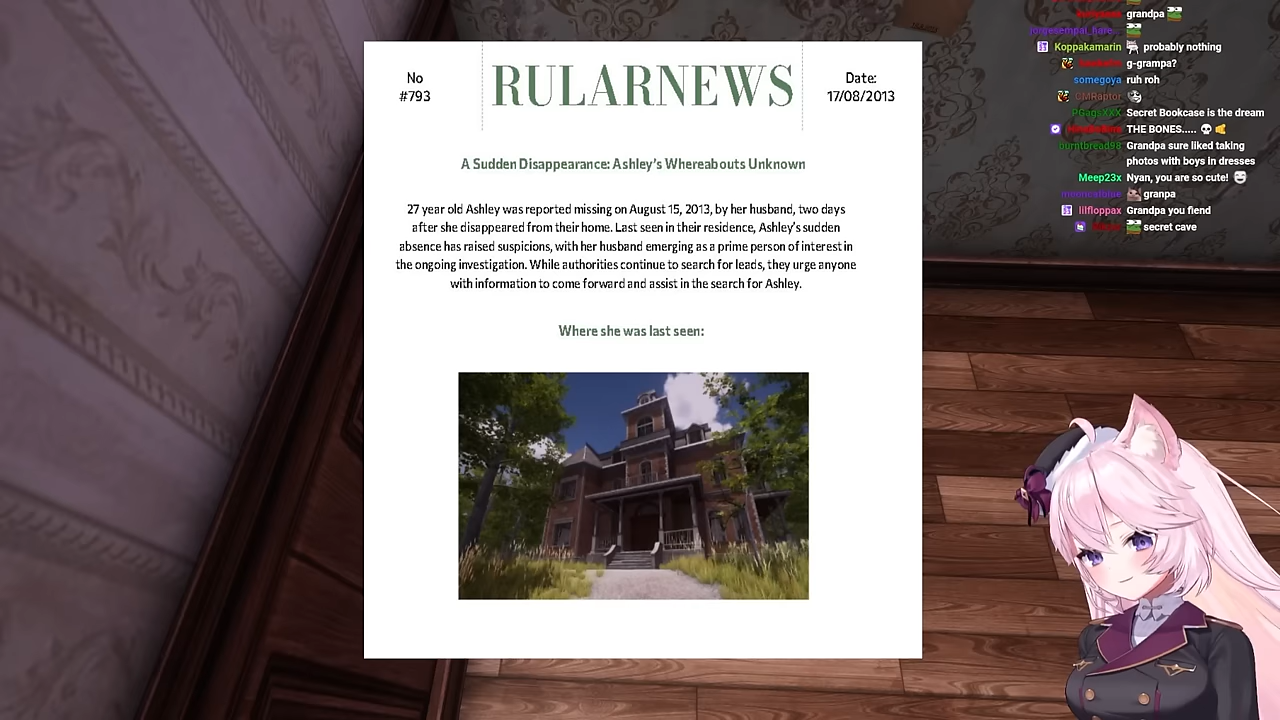 No
#793
RULARNEWS
Date:
17/08/2013
A Sudden Disappearance: Ashley's Whereabouts Unknown
27 year old Ashley was reported missing on August 15, 2013, by her husband, two days
after she disappeared from their home. Last seen in their residence, Ashley's sudden
absence has raised suspicions, with her husband emerging as a prime person of interest in
the ongoing investigation. While authorities continue to search for leads, they urge anyone
with information to come forward and assist in the search for Ashley.
Where she was last seen:
grandpa
Koppakamarin probably nothing
g-grampa?
somegoya ruh roh
CMRaptor
PGagsXXX Secret Bookcase is the dream
THE BONES.....
burntbread98 Grandpa sure liked taking
photos with boys in dresses
Meep23x Nyan, you are so cute!
granpa
lilfloppax Grandpa you fiend
secret cave